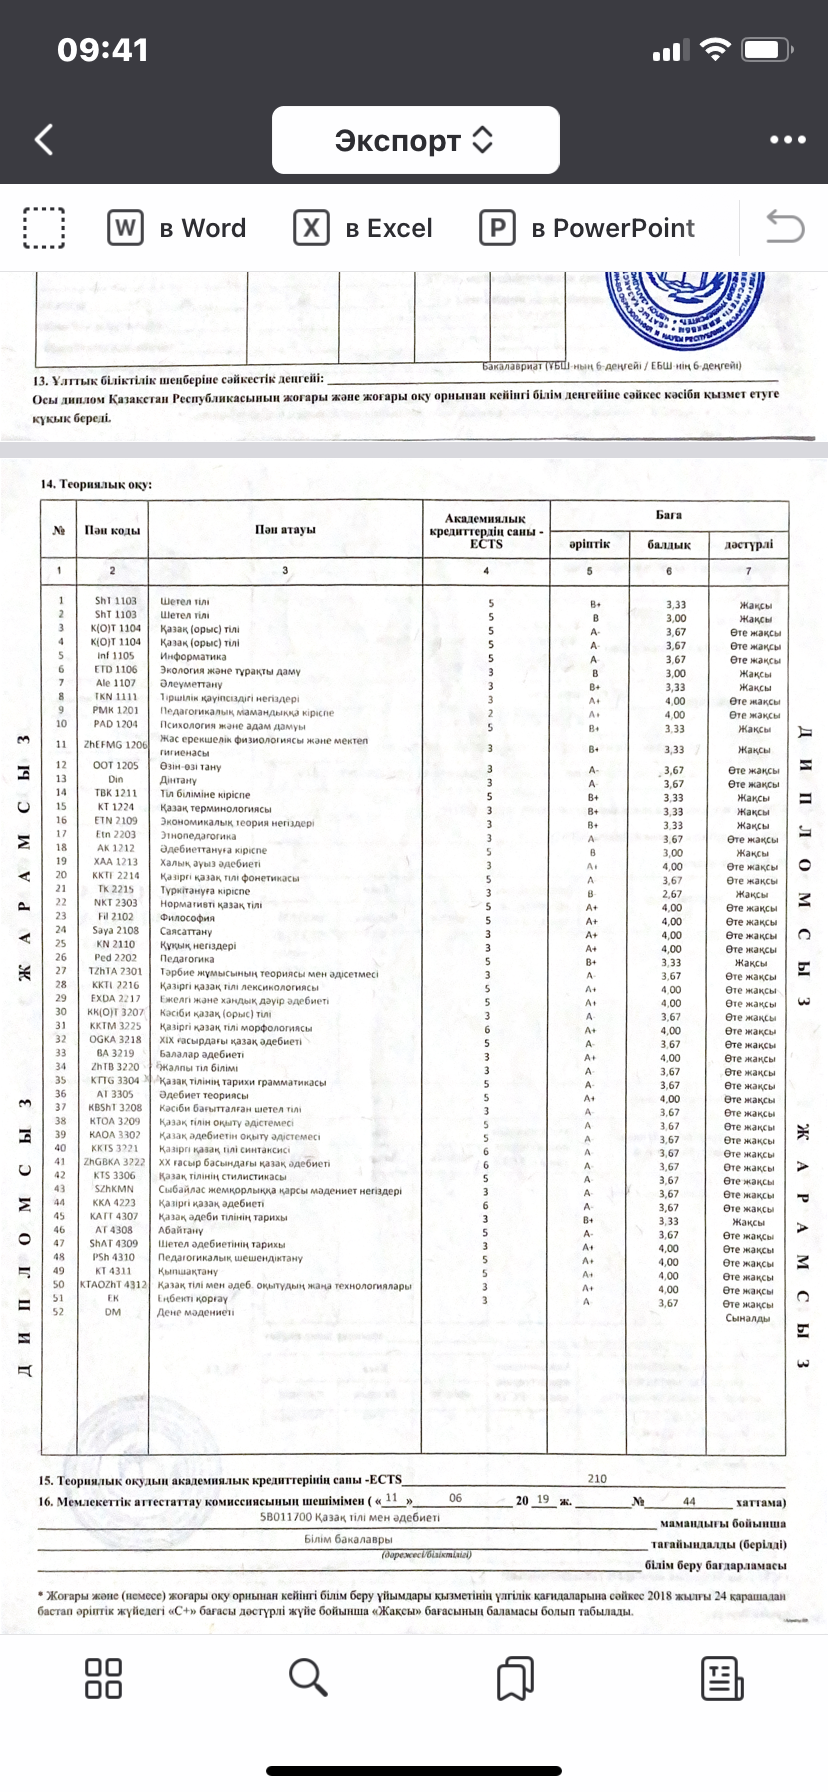 09:41
Экспорт
W в Word X в Excel P в PowerPoint
Бакалавриат (ҰБШ-ның 6-деңгейі / ЕБШ-нің 6-деңгейі)
13. Ұлттық біліктілік шеңберіне сәйкестік деңгейі:
Осы диплом Қазақстан Республикасының жоғары және жоғары оқу орнынан кейінгі білім деңгейіне сәйкес кәсіби қызмет етуге
құқық береді.
14. Теориялық оқу:
№ Пән коды Пән атауы Академиялық кредиттердің саны - ECTS Баға
әріптік балдық дәстүрлі
1 2 3 4 5 6 7
1 ShT 1103 Шетел тілі 5 B+ 3,33 Жақсы
2 ShT 1103 Шетел тілі 5 B 3,00 Жақсы
3 K(O)T 1104 Қазақ (орыс) тілі 5 A- 3,67 Өте жақсы
4 K(O)T 1104 Қазақ (орыс) тілі 5 A- 3,67 Өте жақсы
5 Inf 1105 Информатика 5 A- 3,67 Өте жақсы
6 ETD 1106 Экология және тұрақты даму 3 B 3,00 Жақсы
7 Ale 1107 Әлеуметтану 3 B+ 3,33 Жақсы
8 TKN 1111 Тіршілік қауіпсіздігі негіздері 3 A+ 4,00 Өте жақсы
9 PMK 1201 Педагогикалық мамандыққа кіріспе 2 A+ 4,00 Өте жақсы
10 PAD 1204 Психология және адам дамуы 5 B+ 3,33 Жақсы
11 ZhEFMG 1206 Жас ерекшелік физиологиясы және мектеп
гигиенасы 3 B+ 3,33 Жақсы
12 OOT 1205 Өзін-өзі тану 3 A- 3,67 Өте жақсы
13 Din Дінтану 3 A- 3,67 Өте жақсы
14 TBK 1211 Тіл біліміне кіріспе 5 B+ 3,33 Жақсы
15 KT 1224 Қазақ терминологиясы 3 B+ 3,33 Жақсы
16 ETN 2109 Экономикалық теория негіздері 3 B+ 3,33 Жақсы
17 Etn 2203 Этнопедагогика 3 A- 3,67 Өте жақсы
18 AK 1212 Әдебиеттануға кіріспе 5 B 3,00 Жақсы
19 XAA 1213 Халық ауыз әдебиеті 3 A+ 4,00 Өте жақсы
20 KKTF 2214 Қазіргі қазақ тілі фонетикасы 5 A- 3,67 Өте жақсы
21 TK 2215 Түркітануға кіріспе 3 B- 2,67 Жақсы
22 NKT 2303 Нормативті қазақ тілі 5 A+ 4,00 Өте жақсы
23 Fil 2102 Философия 5 A+ 4,00 Өте жақсы
24 Saya 2108 Саясаттану 3 A+ 4,00 Өте жақсы
25 KN 2110 Құқық негіздері 3 A+ 4,00 Өте жақсы
26 Ped 2202 Педагогика 5 B+ 3,33 Жақсы
27 TZhTA 2301 Тәрбие жұмысының теориясы мен әдістемесі 3 A- 3,67 Өте жақсы
28 KKTL 2216 Қазіргі қазақ тілі лексикологиясы 5 A+ 4,00 Өте жақсы
29 EXDA 2217 Ежелгі және хандық дәуір әдебиеті 5 A+ 4,00 Өте жақсы
30 KK(O)T 3207 Кәсіби қазақ (орыс) тілі 3 A- 3,67 Өте жақсы
31 KKTM 3225 Қазіргі қазақ тілі морфологиясы 6 A+ 4,00 Өте жақсы
32 OGKA 3218 XIX ғасырдағы қазақ әдебиеті 5 A- 3,67 Өте жақсы
33 BA 3219 Балалар әдебиеті 3 A+ 4,00 Өте жақсы
34 ZhTB 3220 Жалпы тіл білімі 3 A- 3,67 Өте жақсы
35 KTTG 3304 Қазақ тілінің тарихи грамматикасы 5 A- 3,67 Өте жақсы
36 AT 3305 Әдебиет теориясы 5 A+ 4,00 Өте жақсы
37 KBShT 3208 Кәсіби бағытталған шетел тілі 3 A- 3,67 Өте жақсы
38 KTOA 3209 Қазақ тілін оқыту әдістемесі 5 A- 3,67 Өте жақсы
39 KAOA 3302 Қазақ әдебиетін оқыту әдістемесі 5 A- 3,67 Өте жақсы
40 KKTS 3221 Қазіргі қазақ тілі синтаксисі 6 A- 3,67 Өте жақсы
41 ZhGBKA 3222 XX ғасыр басындағы қазақ әдебиеті 6 A- 3,67 Өте жақсы
42 KTS 3306 Қазақ тілінің стилистикасы 5 A- 3,67 Өте жақсы
43 SZhKMN Сыбайлас жемқорлыққа қарсы мәдениет негіздері 3 A- 3,67 Өте жақсы
44 KKA 4223 Қазіргі қазақ әдебиеті 6 A- 3,67 Өте жақсы
45 KATT 4307 Қазақ әдеби тілінің тарихы 3 B+ 3,33 Жақсы
46 AT 4308 Абайтану 5 A- 3,67 Өте жақсы
47 ShAT 4309 Шетел әдебиетінің тарихы 3 A+ 4,00 Өте жақсы
48 PSh 4310 Педагогикалық шешендіктану 5 A+ 4,00 Өте жақсы
49 KT 4311 Қыпшақтану 5 A+ 4,00 Өте жақсы
50 KTAOZhT 4312 Қазақ тілі мен әдеб. оқытудың жаңа технологиялары 3 A+ 4,00 Өте жақсы
51 EK Еңбекті қорғау 3 A- 3,67 Өте жақсы
52 DM Дене мәдениеті Сыналды
ДИПЛОМСЫЗ ЖАРАМСЫЗ
ДИПЛОМСЫЗ ЖАРАМСЫЗ
15. Теориялық оқудың академиялық кредиттерінің саны -ECTS 210
16. Мемлекеттік аттестаттау комиссиясының шешімімен ( « 11 » 06 20 19 ж. № 44 хаттама)
5B011700 Қазақ тілі мен әдебиеті мамандығы бойынша
Білім бакалавры тағайындалды (берілді)
(дәрежесі/біліктілігі)
білім беру бағдарламасы
* Жоғары және (немесе) жоғары оқу орнынан кейінгі білім беру ұйымдары қызметінің үлгілік қағидаларына сәйкес 2018 жылғы 24 қарашадан
бастап әріптік жүйедегі «С+» бағасы дәстүрлі жүйе бойынша «Жақсы» бағасының баламасы болып табылады.